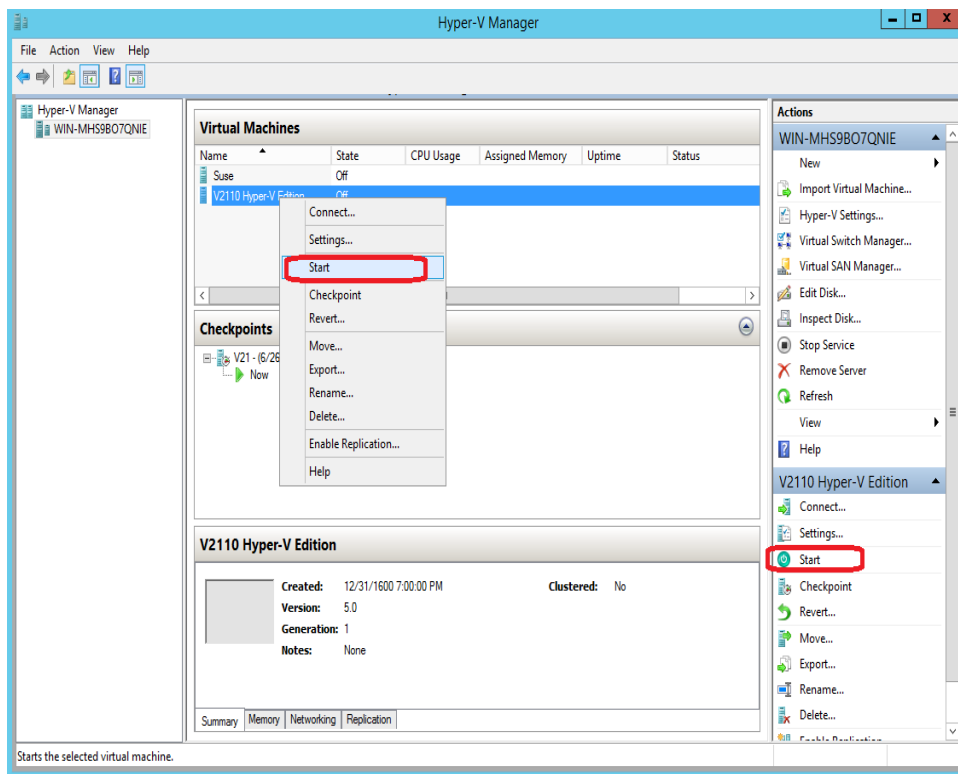 Hyper-V Manager
File Action View Help
Hyper-V Manager
WIN-MHS9BO7QNIE
Virtual Machines
Name State CPU Usage Assigned Memory Uptime Status
Suse Off
V2110 Hyper-V Edition Off
Connect...
Settings...
Start
Checkpoint
Revert...
Move...
Export...
Rename...
Delete...
Enable Replication...
Help
Checkpoints
V21 - (6/26
Now
V2110 Hyper-V Edition
Created: 12/31/1600 7:00:00 PM Clustered: No
Version: 5.0
Generation: 1
Notes: None
Summary Memory Networking Replication
Actions
WIN-MHS9BO7QNIE
New
Import Virtual Machine...
Hyper-V Settings...
Virtual Switch Manager...
Virtual SAN Manager...
Edit Disk...
Inspect Disk...
Stop Service
Remove Server
Refresh
View
Help
V2110 Hyper-V Edition
Connect...
Settings...
Start
Checkpoint
Revert...
Move...
Export...
Rename...
Delete...
Enable Replication
Starts the selected virtual machine.